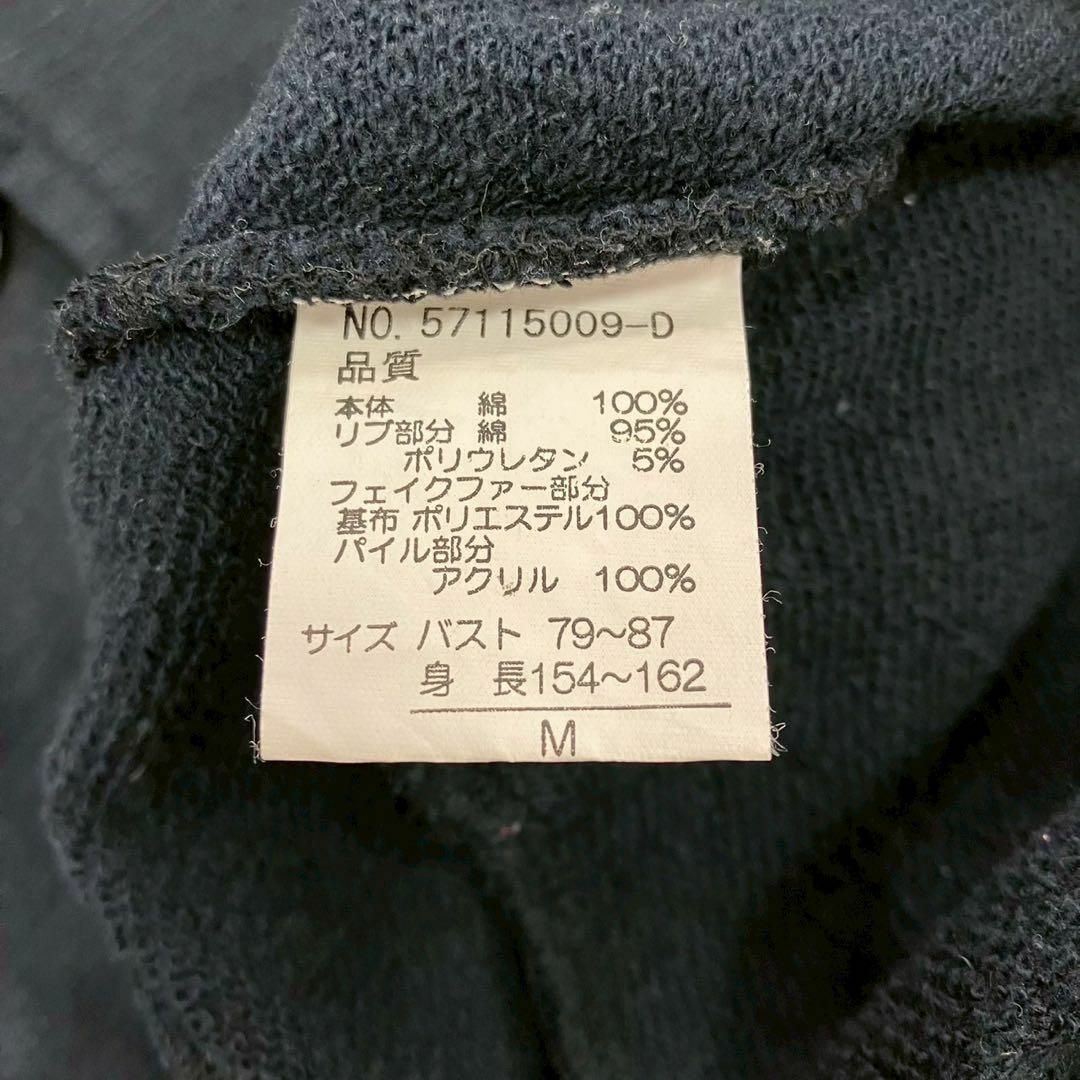 NO. 57115009-D
品質
本体 綿 100%
リブ部分 綿 95%
ポリウレタン 5%
フェイクファー部分
基布 ポリエステル100%
パイル部分
アクリル 100%
サイズ バスト 79~87
身 長154~162
M